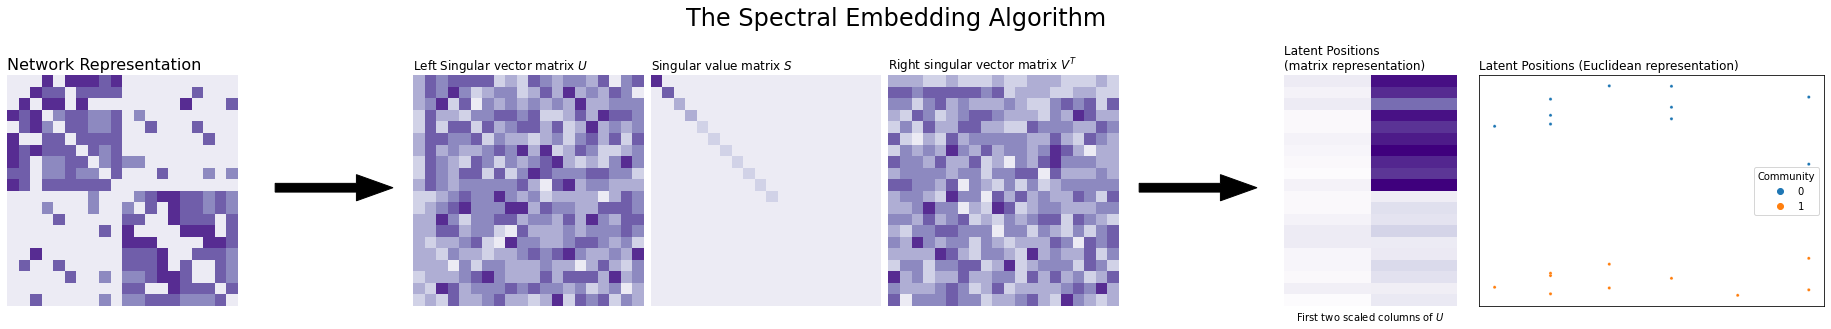 The Spectral Embedding Algorithm
Network Representation
Left Singular vector matrix U
Singular value matrix S
Right singular vector matrix V^T
Latent Positions
(matrix representation)
Latent Positions (Euclidean representation)
Community
0
1
First two scaled columns of U